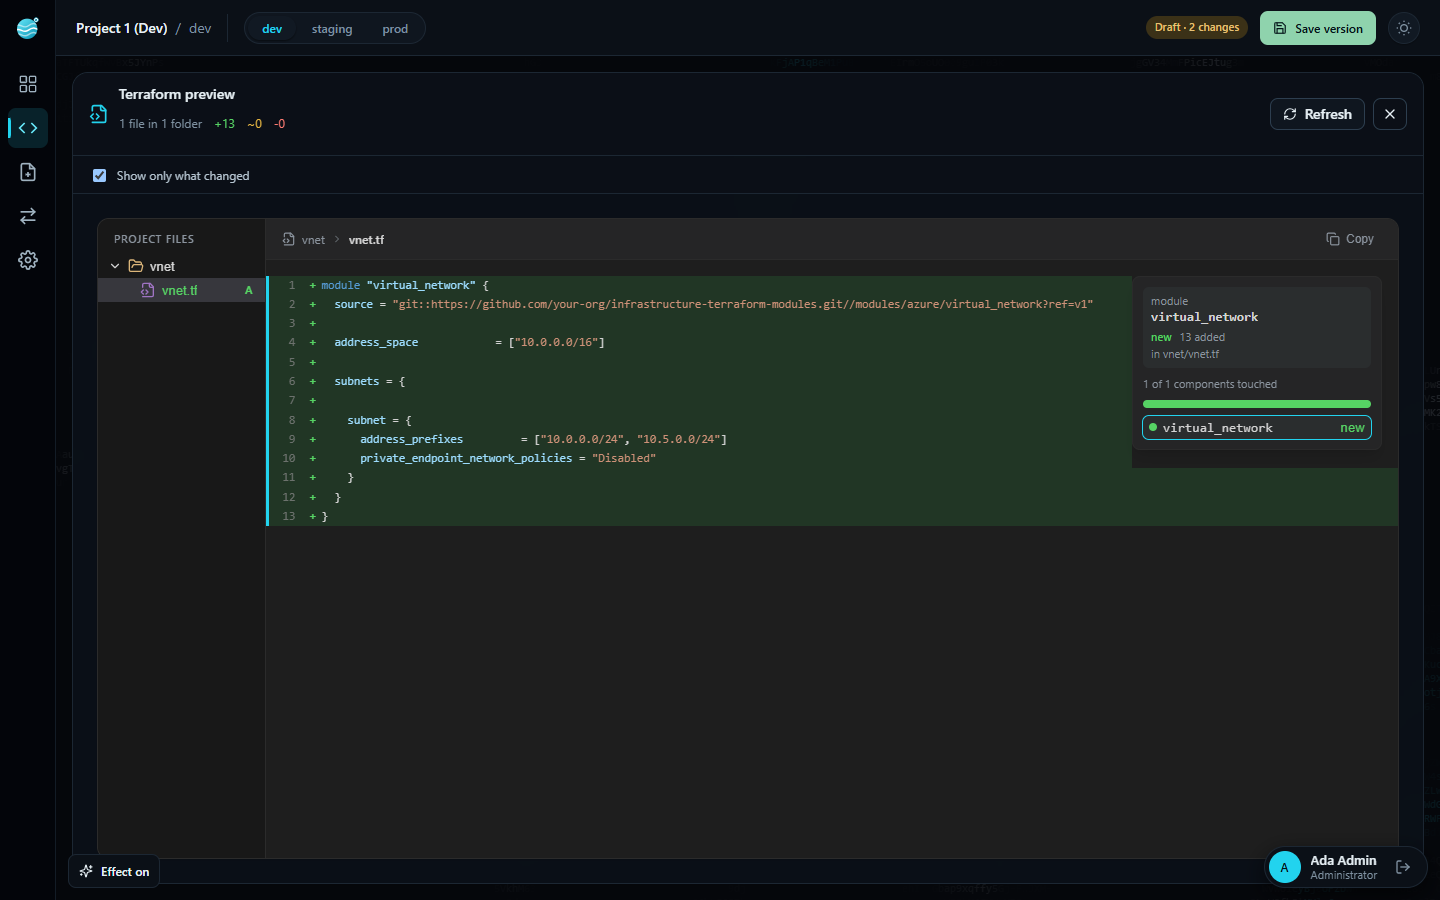 Project 1 (Dev) / dev
dev staging prod
Draft · 2 changes
Save version
Terraform preview
1 file in 1 folder +13 ~0 -0
Refresh
Show only what changed
PROJECT FILES
vnet
vnet.tf A
vnet > vnet.tf
Copy
1 + module "virtual_network" {
2 + source = "git::https://github.com/your-org/infrastructure-terraform-modules.git//modules/azure/virtual_network?ref=v1"
3 +
4 + address_space = ["10.0.0.0/16"]
5 +
6 + subnets = {
7 +
8 + subnet = {
9 + address_prefixes = ["10.0.0.0/24", "10.5.0.0/24"]
10 + private_endpoint_network_policies = "Disabled"
11 + }
12 + }
13 + }
module
virtual_network
new 13 added
in vnet/vnet.tf
1 of 1 components touched
virtual_network new
Effect on
A
Ada Admin
Administrator